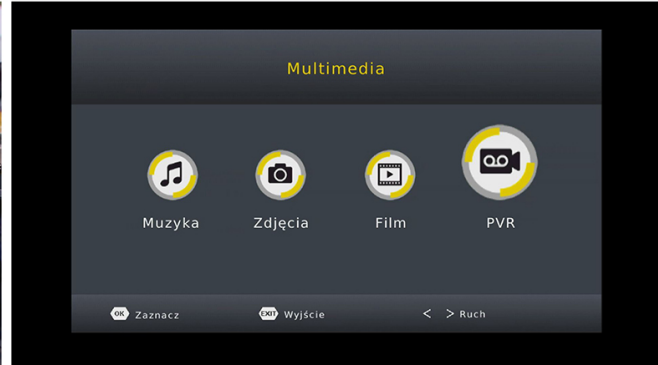 Multimedia
Muzyka Zdjęcia Film PVR
OK Zaznacz EXIT Wyjście < > Ruch